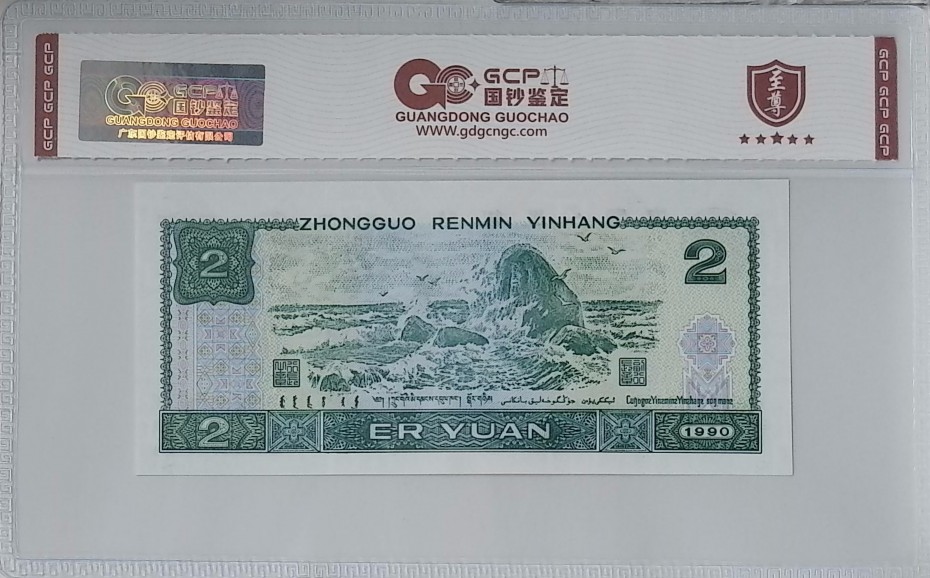 GCP GCP GCP
GCP
国钞鉴定
GUANGDONG GUOCHAO
广东国钞鉴定评估有限公司
GCP
国钞鉴定
GUANGDONG GUOCHAO
www.gdgcngc.com
至尊
GCP GCP GCP
ZHONGGUO RENMIN YINHANG
2
2
2 ER YUAN 1990